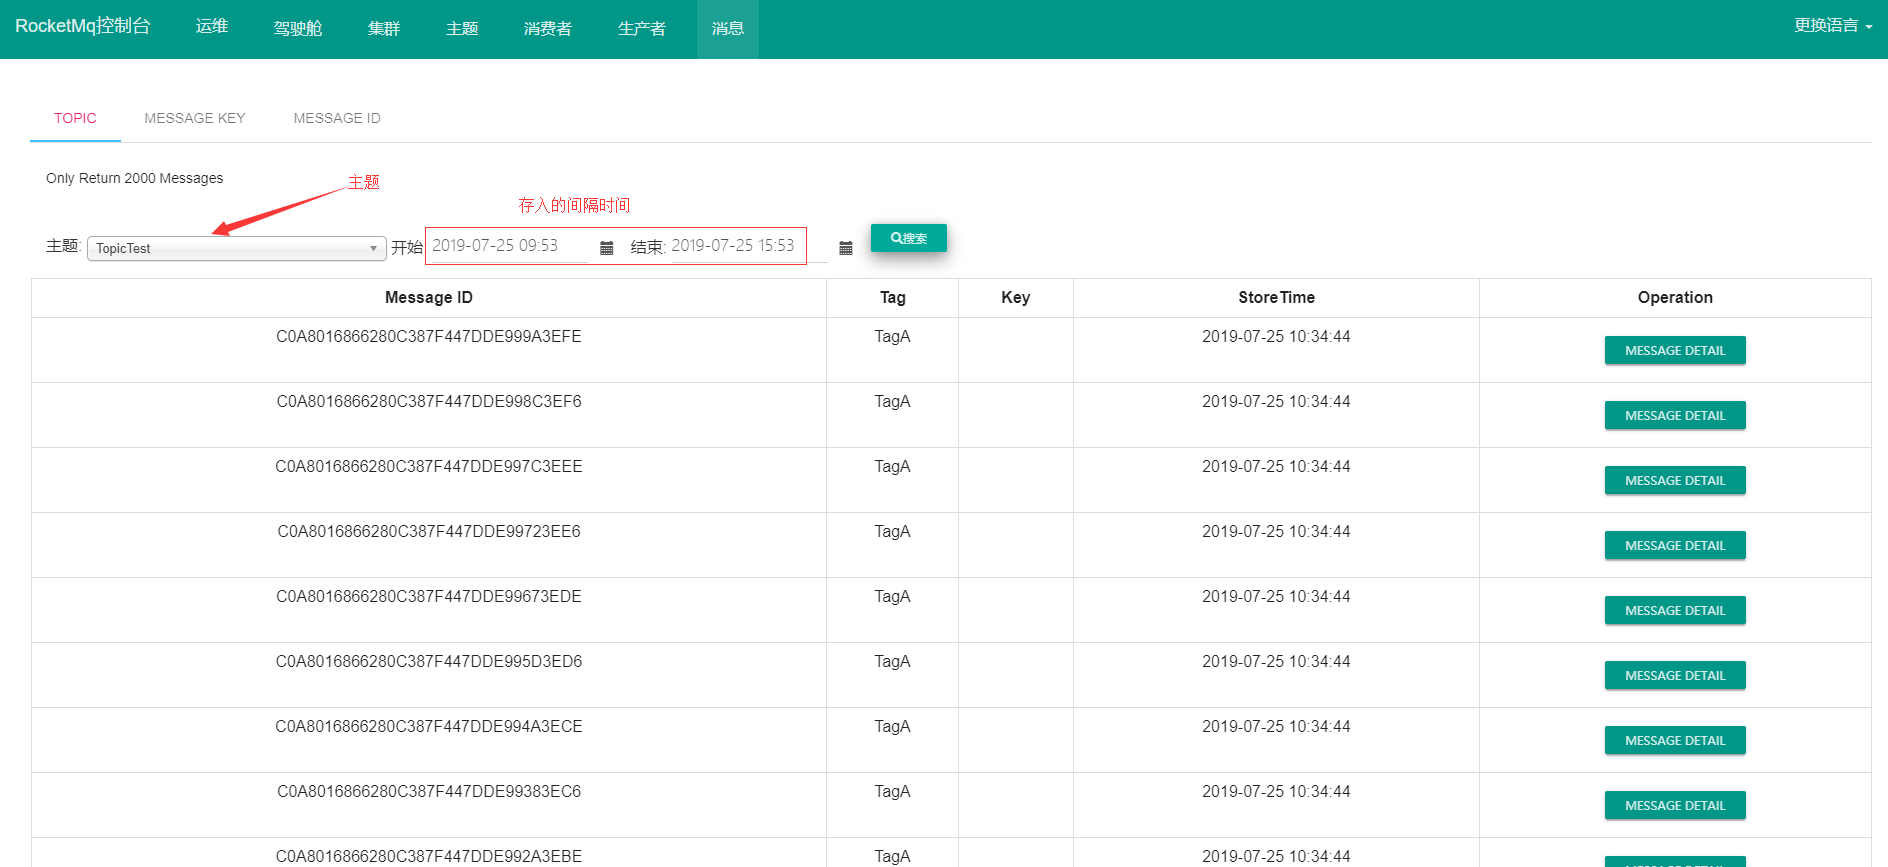 RocketMq控制台 运维 驾驶舱 集群 主题 消费者 生产者 消息 更换语言
TOPIC MESSAGE KEY MESSAGE ID
Only Return 2000 Messages
主题
存入的间隔时间
主题: TopicTest 开始 2019-07-25 09:53 结束: 2019-07-25 15:53 搜索
Message ID Tag Key StoreTime Operation
C0A8016866280C387F447DDE999A3EFE TagA 2019-07-25 10:34:44 MESSAGE DETAIL
C0A8016866280C387F447DDE998C3EF6 TagA 2019-07-25 10:34:44 MESSAGE DETAIL
C0A8016866280C387F447DDE997C3EEE TagA 2019-07-25 10:34:44 MESSAGE DETAIL
C0A8016866280C387F447DDE99723EE6 TagA 2019-07-25 10:34:44 MESSAGE DETAIL
C0A8016866280C387F447DDE99673EDE TagA 2019-07-25 10:34:44 MESSAGE DETAIL
C0A8016866280C387F447DDE995D3ED6 TagA 2019-07-25 10:34:44 MESSAGE DETAIL
C0A8016866280C387F447DDE994A3ECE TagA 2019-07-25 10:34:44 MESSAGE DETAIL
C0A8016866280C387F447DDE99383EC6 TagA 2019-07-25 10:34:44 MESSAGE DETAIL
C0A8016866280C387F447DDE992A3EBE TagA 2019-07-25 10:34:44